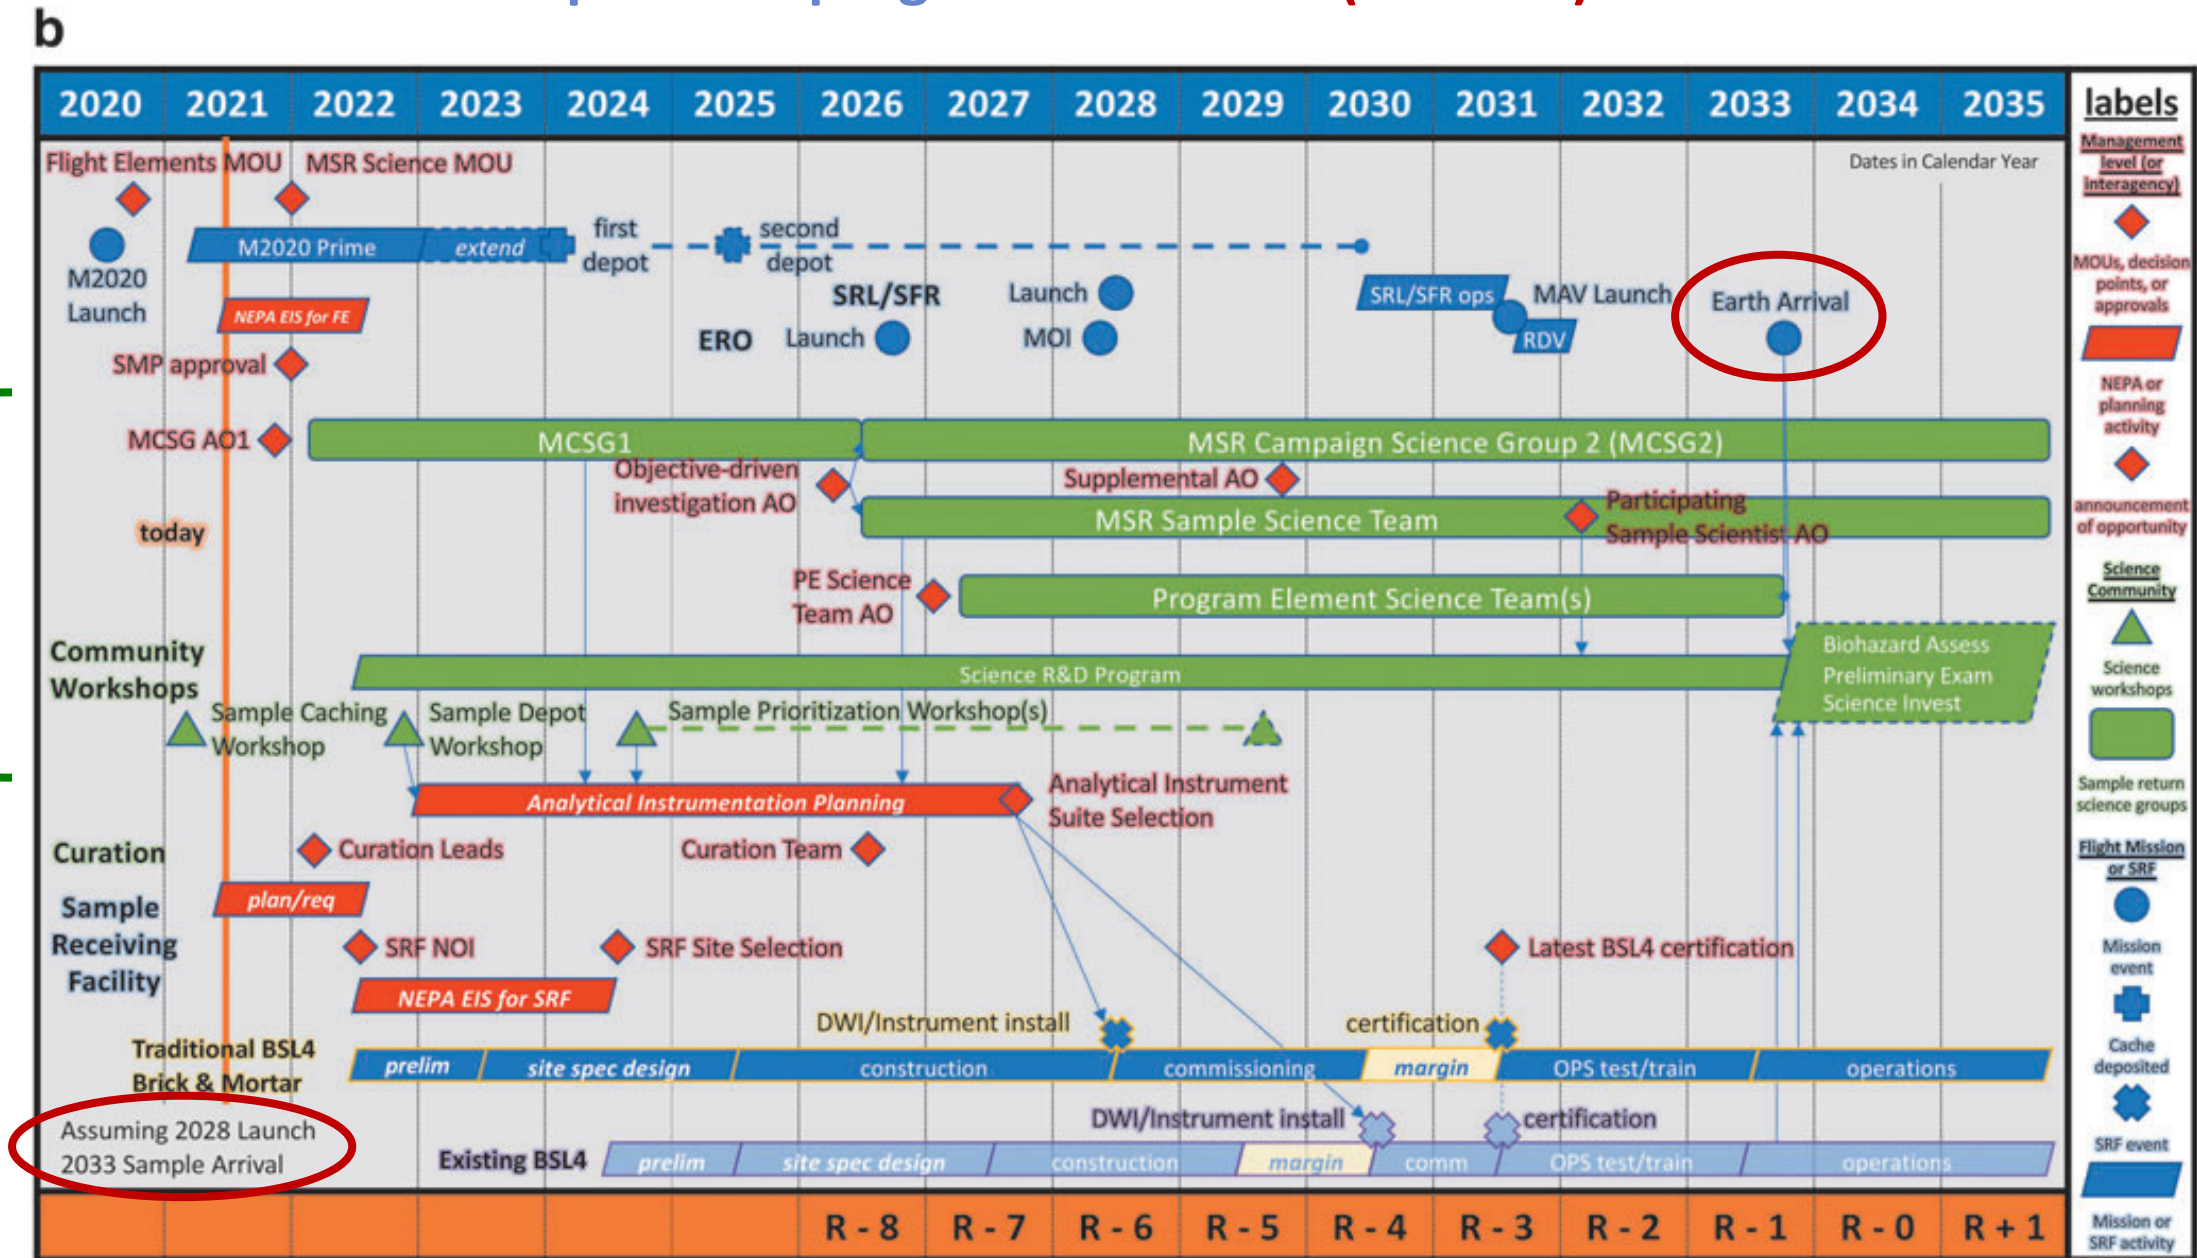 b
2020 2021 2022 2023 2024 2025 2026 2027 2028 2029 2030 2031 2032 2033 2034 2035
Dates in Calendar Year
Flight Elements MOU
MSR Science MOU
M2020
Launch
M2020 Prime
extend
first
depot
second
depot
NEPA EIS for FE
SRL/SFR
Launch
ERO
Launch
MOI
SRL/SFR ops
MAV Launch
RDV
Earth Arrival
SMP approval
MCSG AO1
MCSG1
MSR Campaign Science Group 2 (MCSG2)
Objective-driven
investigation AO
Supplemental AO
MSR Sample Science Team
Participating
Sample Scientist AO
today
PE Science
Team AO
Program Element Science Team(s)
Community
Workshops
Science R&D Program
Biohazard Assess
Preliminary Exam
Science Invest
Sample Caching
Workshop
Sample Depot
Workshop
Sample Prioritization Workshop(s)
Analytical Instrumentation Planning
Analytical Instrument
Suite Selection
Curation
Curation Leads
Curation Team
Sample
Receiving
Facility
plan/req
SRF NOI
SRF Site Selection
Latest BSL4 certification
NEPA EIS for SRF
DWI/Instrument install
certification
Traditional BSL4
Brick & Mortar
prelim
site spec design
construction
commissioning
margin
OPS test/train
operations
DWI/Instrument install
certification
Assuming 2028 Launch
2033 Sample Arrival
Existing BSL4
prelim
site spec design
construction
margin
comm
OPS test/train
operations
R - 8 R - 7 R - 6 R - 5 R - 4 R - 3 R - 2 R - 1 R - 0 R + 1
labels
Management
level (or
interagency)
MOUs, decision
points, or
approvals
NEPA or
planning
activity
announcement
of opportunity
Science
Community
Science
workshops
Sample return
science groups
Flight Mission
or SRF
Mission
event
Cache
deposited
SRF event
Mission or
SRF activity